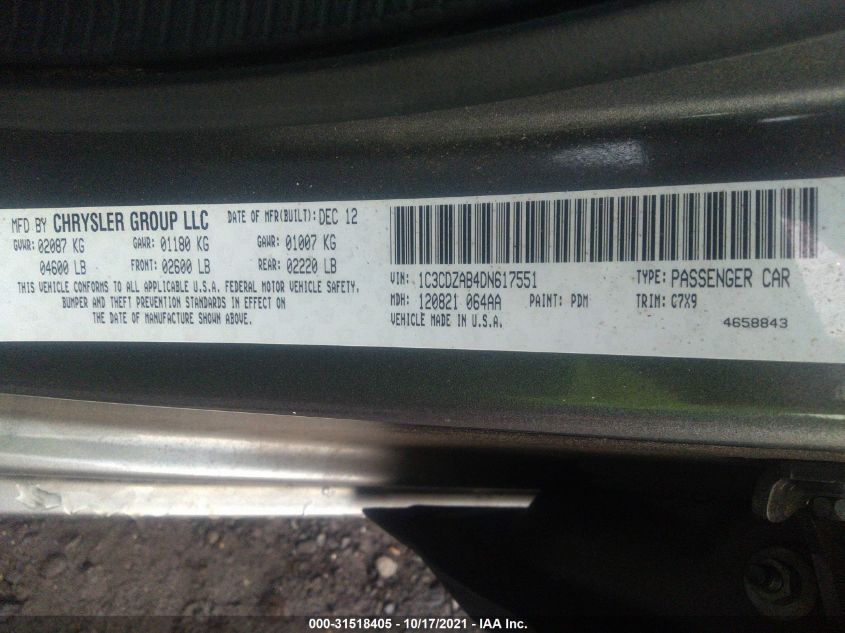 MFD BY CHRYSLER GROUP LLC DATE OF MFR(BUILT): DEC 12
GVWR: 02087 KG GAWR: 01180 KG GAWR: 01007 KG
04600 LB FRONT: 02600 LB REAR: 02220 LB
THIS VEHICLE CONFORMS TO ALL APPLICABLE U.S.A. FEDERAL MOTOR VEHICLE SAFETY.
BUMPER AND THEFT PREVENTION STANDARDS IN EFFECT ON
THE DATE OF MANUFACTURE SHOWN ABOVE.
VIN: 1C3CDZAB4DN617551 TYPE: PASSENGER CAR
MDH: 120821 064AA PAINT: PDM TRIM: C7X9
VEHICLE MADE IN U.S.A. 4658843
000-31518405 - 10/17/2021 - IAA Inc.